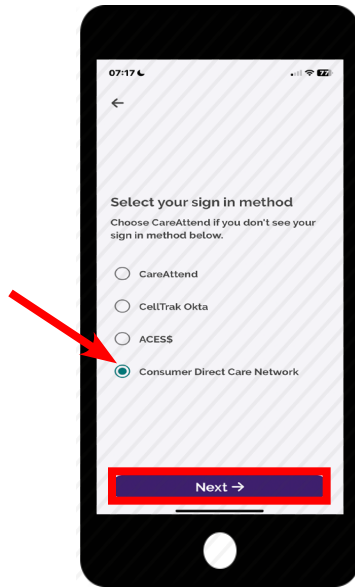 07:17
77
Select your sign in method
Choose CareAttend if you don't see your
sign in method below.
CareAttend
CellTrak Okta
ACES$
Consumer Direct Care Network
Next →